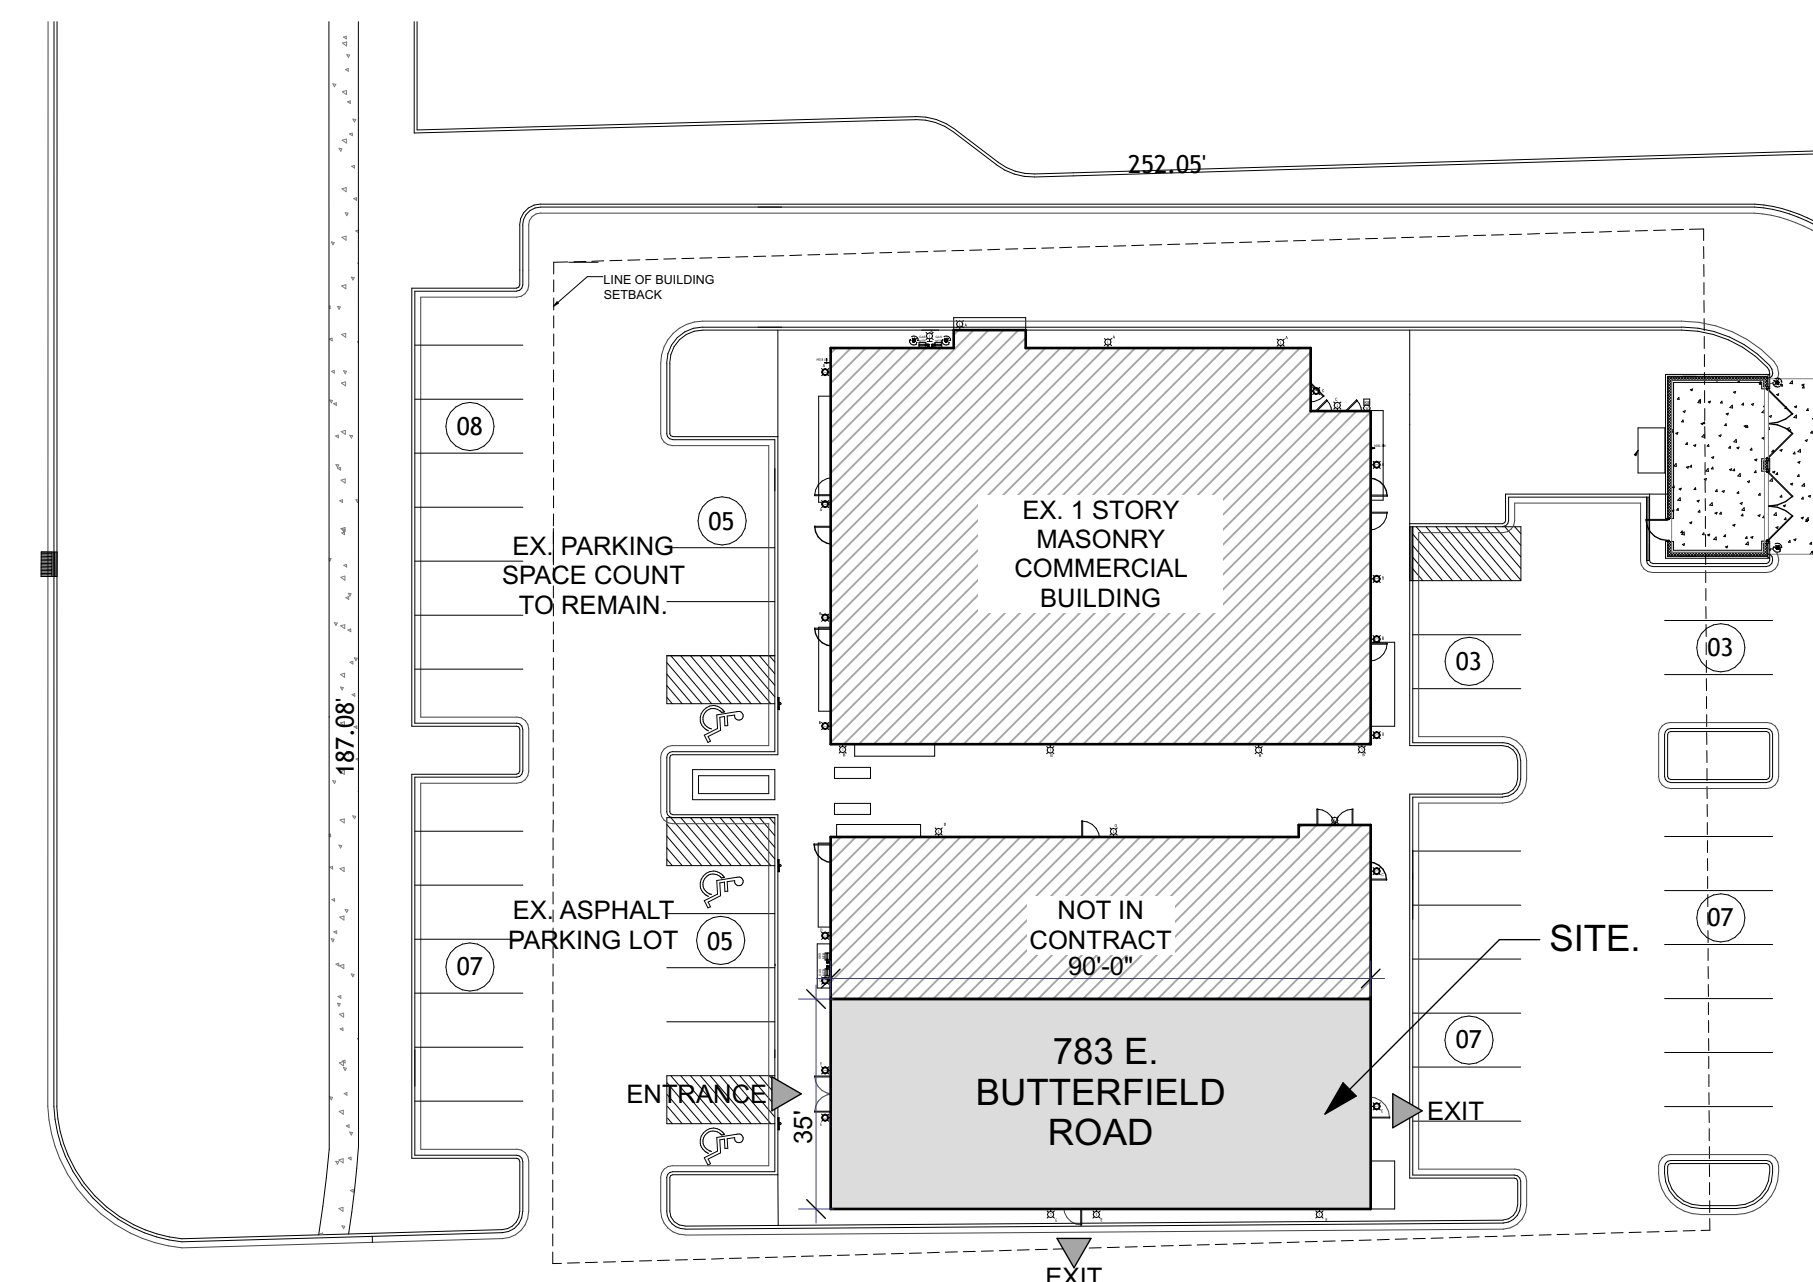 252.05'
LINE OF BUILDING
SETBACK
08
05
EX. PARKING
SPACE COUNT
TO REMAIN.
EX. 1 STORY
MASONRY
COMMERCIAL
BUILDING
03
03
187.08'
EX. ASPHALT
PARKING LOT
05
07
NOT IN
CONTRACT
90'-0"
07
SITE.
07
783 E.
BUTTERFIELD
ROAD
ENTRANCE
35'
EXIT
EXIT